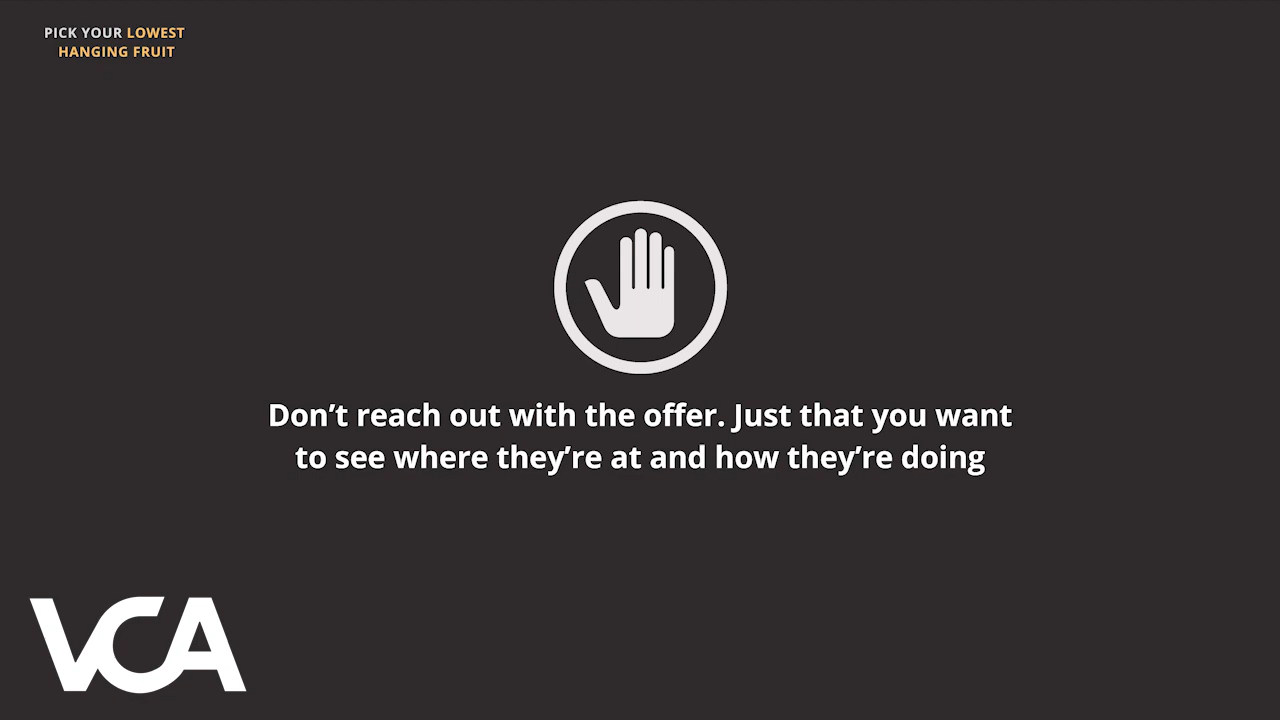 PICK YOUR LOWEST
HANGING FRUIT
Don’t reach out with the offer. Just that you want
to see where they’re at and how they’re doing
VCA